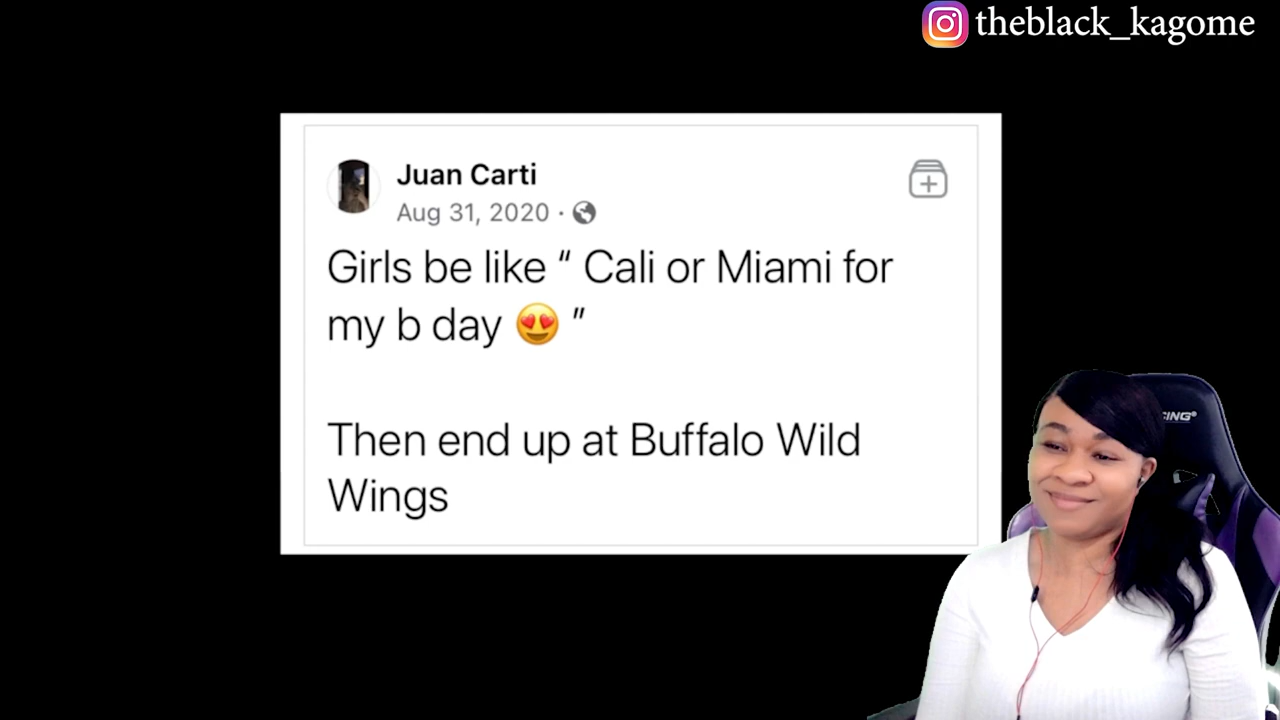 theblack_kagome
Juan Carti
Aug 31, 2020 ·
Girls be like “ Cali or Miami for
my b day 😍 ”
Then end up at Buffalo Wild
Wings
CING®